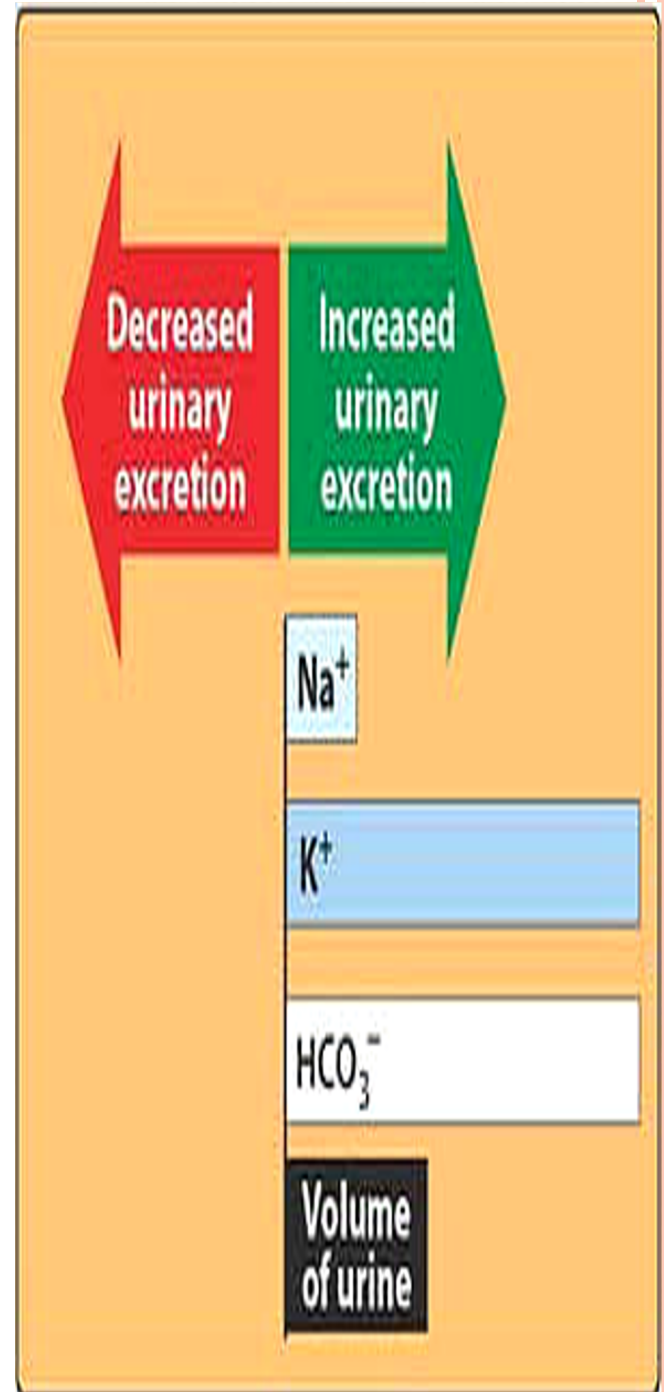 Decreased
urinary
excretion
Increased
urinary
excretion
Na⁺
K⁺
HCO₃⁻
Volume
of urine